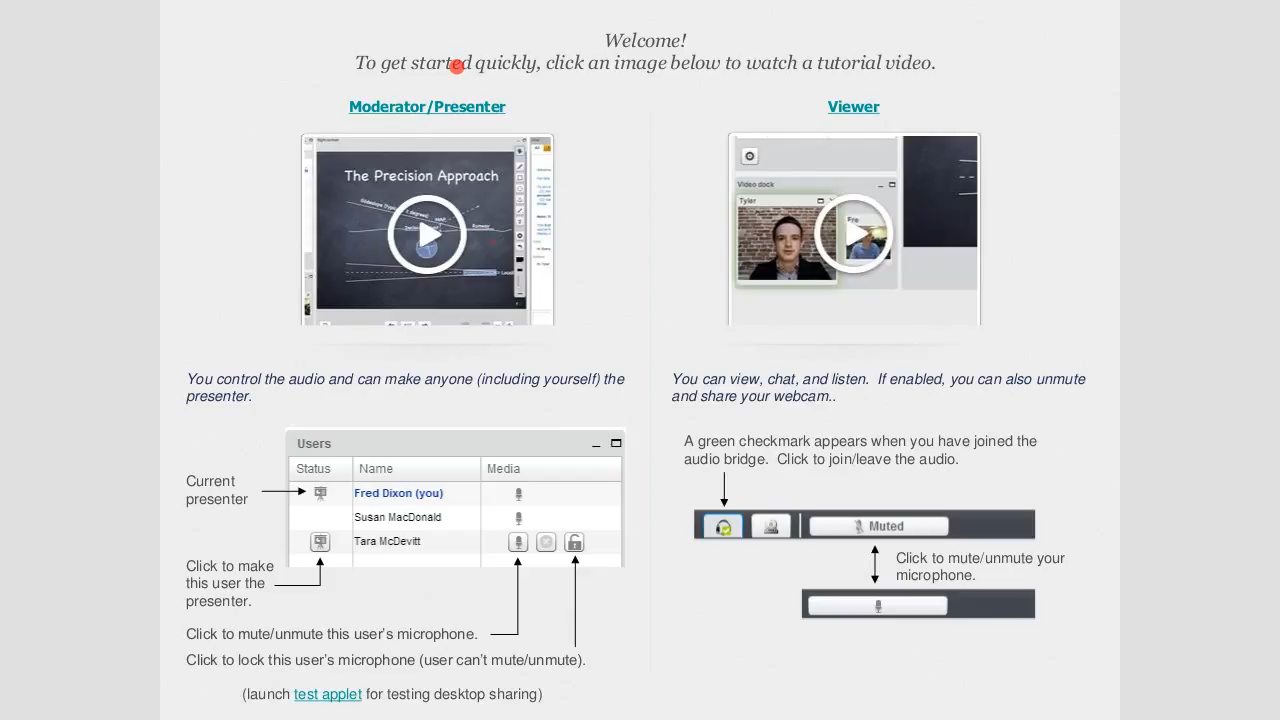 Welcome!
To get started quickly, click an image below to watch a tutorial video.
Moderator/Presenter
The Precision Approach
Runway
You control the audio and can make anyone (including yourself) the
presenter.
Users
Status Name Media
Current
presenter
Fred Dixon (you)
Susan MacDonald
Tara McDevitt
Click to make
this user the
presenter.
Click to mute/unmute this user's microphone.
Click to lock this user's microphone (user can't mute/unmute).
(launch test applet for testing desktop sharing)
Viewer
Video dock
Tyler
Fre
You can view, chat, and listen.  If enabled, you can also unmute
and share your webcam..
A green checkmark appears when you have joined the
audio bridge.  Click to join/leave the audio.
Muted
Click to mute/unmute your
microphone.